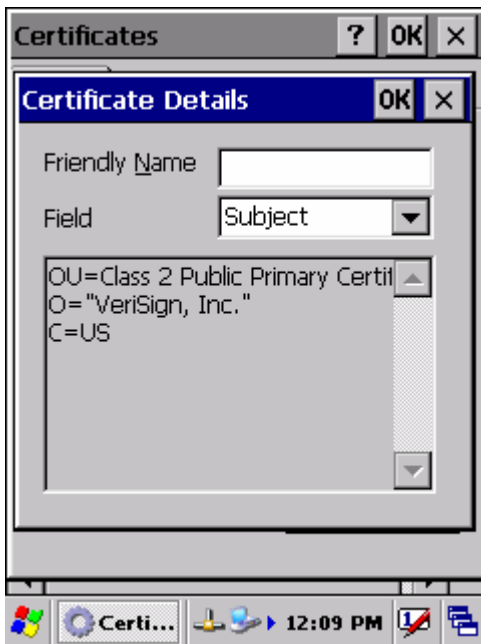 Certificates ? OK ×
Certificate Details OK ×
Friendly Name
Field Subject
OU=Class 2 Public Primary Certif
O="VeriSign, Inc."
C=US
Certi... 12:09 PM